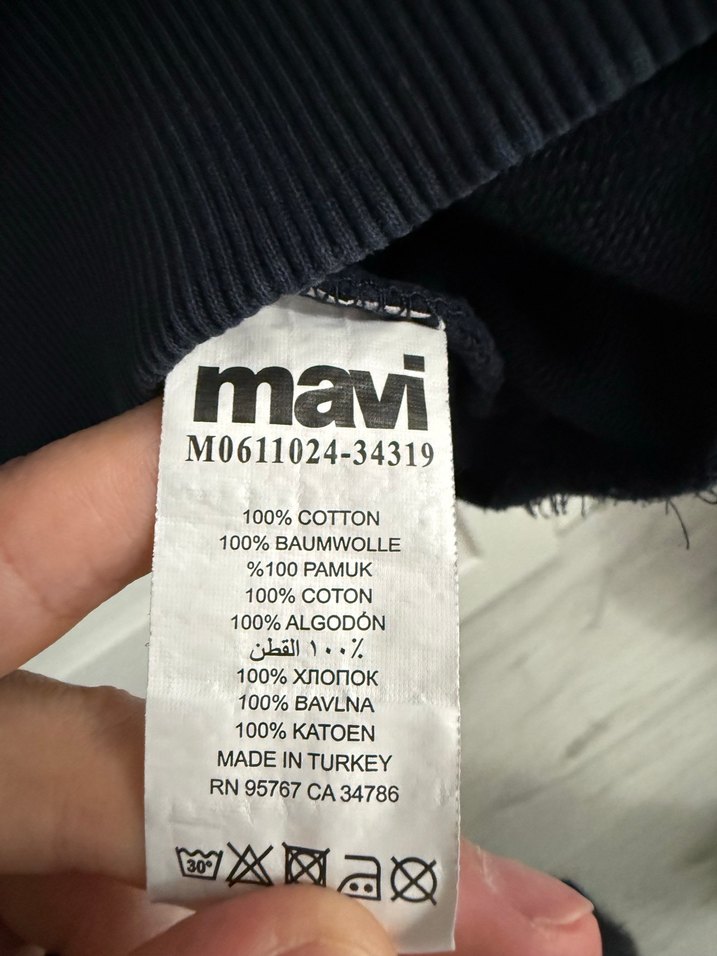 mavi
M0611024-34319
100% COTTON
100% BAUMWOLLE
%100 PAMUK
100% COTON
100% ALGODÓN
٪١٠٠ القطن
100% ХЛОПОК
100% BAVLNA
100% KATOEN
MADE IN TURKEY
RN 95767 CA 34786
30°